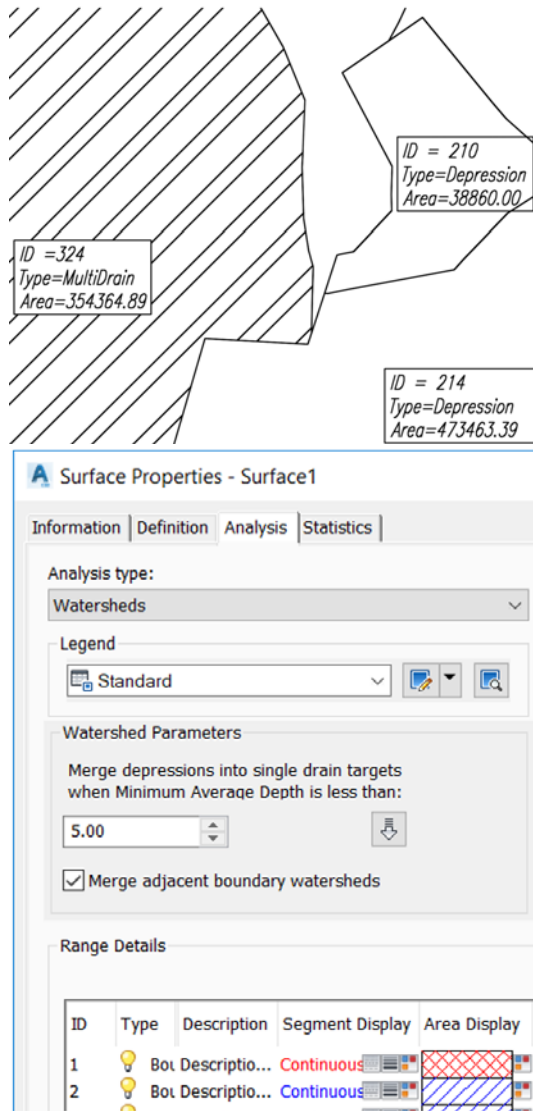 ID = 210
Type=Depression
Area=38860.00
ID =324
Type=MultiDrain
Area=354364.89
ID = 214
Type=Depression
Area=473463.39
Surface Properties - Surface1
Information Definition Analysis Statistics
Analysis type:
Watersheds
Legend
Standard
Watershed Parameters
Merge depressions into single drain targets
when Minimum Average Depth is less than:
5.00
Merge adjacent boundary watersheds
Range Details
ID Type Description Segment Display Area Display
1 Bou Descriptio... Continuous
2 Bou Descriptio... Continuous